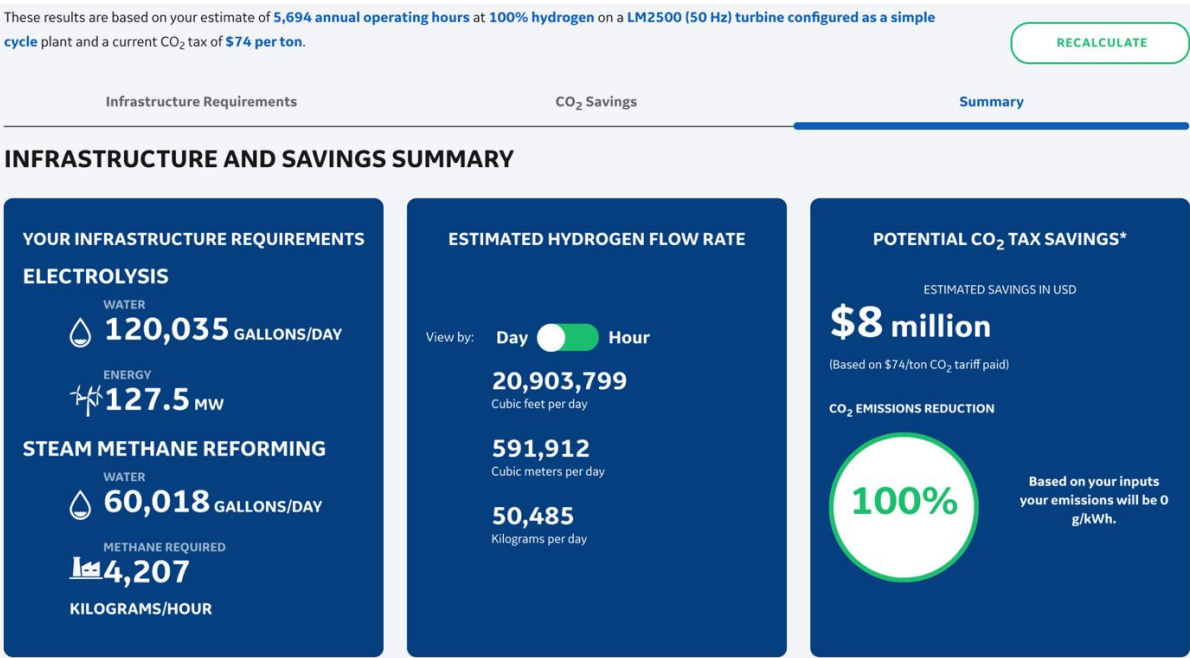 These results are based on your estimate of 5,694 annual operating hours at 100% hydrogen on a LM2500 (50 Hz) turbine configured as a simple
cycle plant and a current CO₂ tax of $74 per ton.
RECALCULATE
Infrastructure Requirements
CO₂ Savings
Summary
INFRASTRUCTURE AND SAVINGS SUMMARY
YOUR INFRASTRUCTURE REQUIREMENTS
ELECTROLYSIS
WATER
120,035 GALLONS/DAY
ENERGY
127.5 MW
STEAM METHANE REFORMING
WATER
60,018 GALLONS/DAY
METHANE REQUIRED
4,207
KILOGRAMS/HOUR
ESTIMATED HYDROGEN FLOW RATE
View by: Day Hour
20,903,799
Cubic feet per day
591,912
Cubic meters per day
50,485
Kilograms per day
POTENTIAL CO₂ TAX SAVINGS*
ESTIMATED SAVINGS IN USD
$8 million
(Based on $74/ton CO₂ tariff paid)
CO₂ EMISSIONS REDUCTION
100%
Based on your inputs
your emissions will be 0
g/kWh.